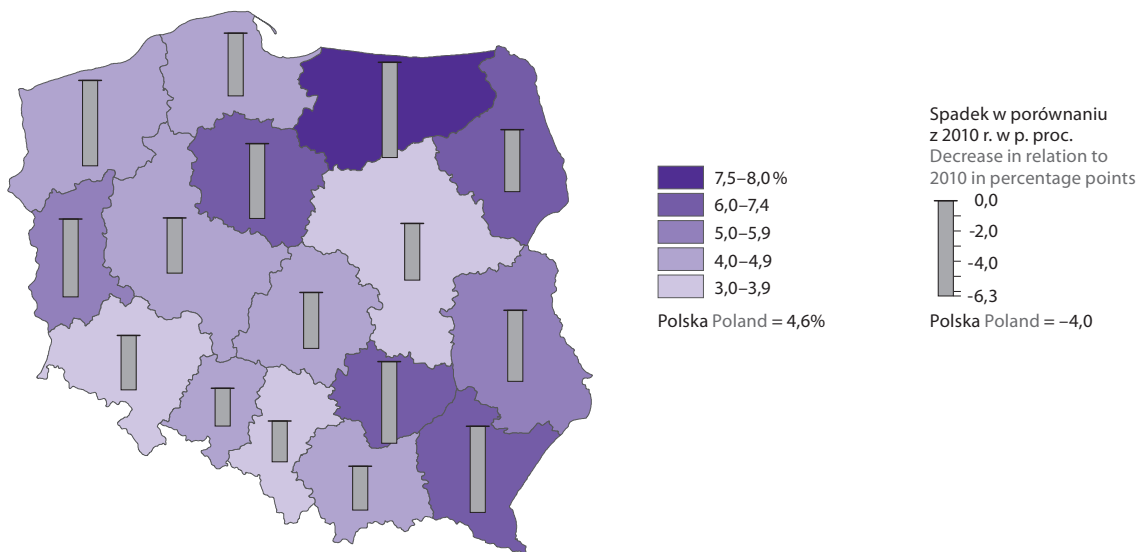 7,5–8,0 %
6,0–7,4
5,0–5,9
4,0–4,9
3,0–3,9
Polska Poland = 4,6%
Spadek w porównaniu
z 2010 r. w p. proc.
Decrease in relation to
2010 in percentage points
0,0
-2,0
-4,0
-6,3
Polska Poland = –4,0